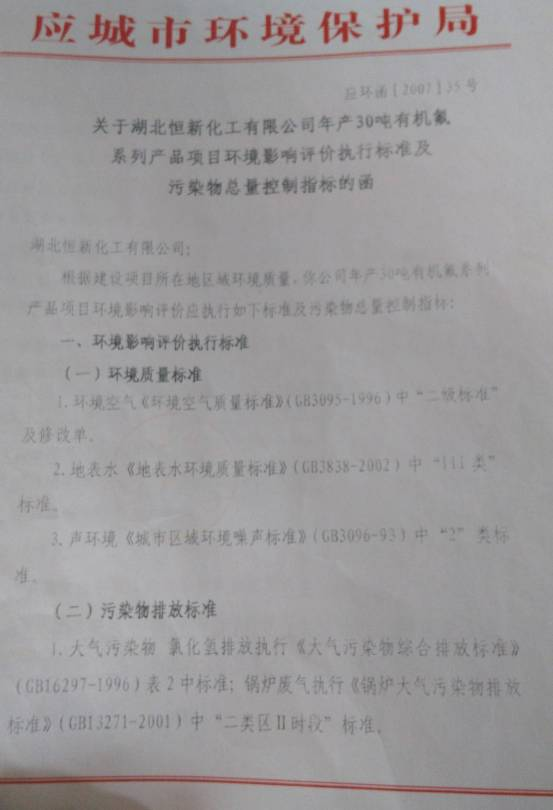 应城市环境保护局
应环函［2007］35号
关于湖北恒新化工有限公司年产30吨有机氟
系列产品项目环境影响评价执行标准及
污染物总量控制指标的函
湖北恒新化工有限公司：
根据建设项目所在地区域环境质量，你公司年产30吨有机氟系列
产品项目环境影响评价应执行如下标准及污染物总量控制指标：
一、环境影响评价执行标准
（一）环境质量标准
1.环境空气《环境空气质量标准》（GB3095-1996）中“二级标准”
及修改单。
2.地表水《地表水环境质量标准》（GB3838-2002）中“III类”
标准。
3.声环境《城市区域环境噪声标准》（GB3096-93）中“2”类标
准。
（二）污染物排放标准
1.大气污染物 氯化氢排放执行《大气污染物综合排放标准》
（GB16297-1996）表2中标准；锅炉废气执行《锅炉大气污染物排放
标准》（GB13271-2001）中“二类区II时段”标准。